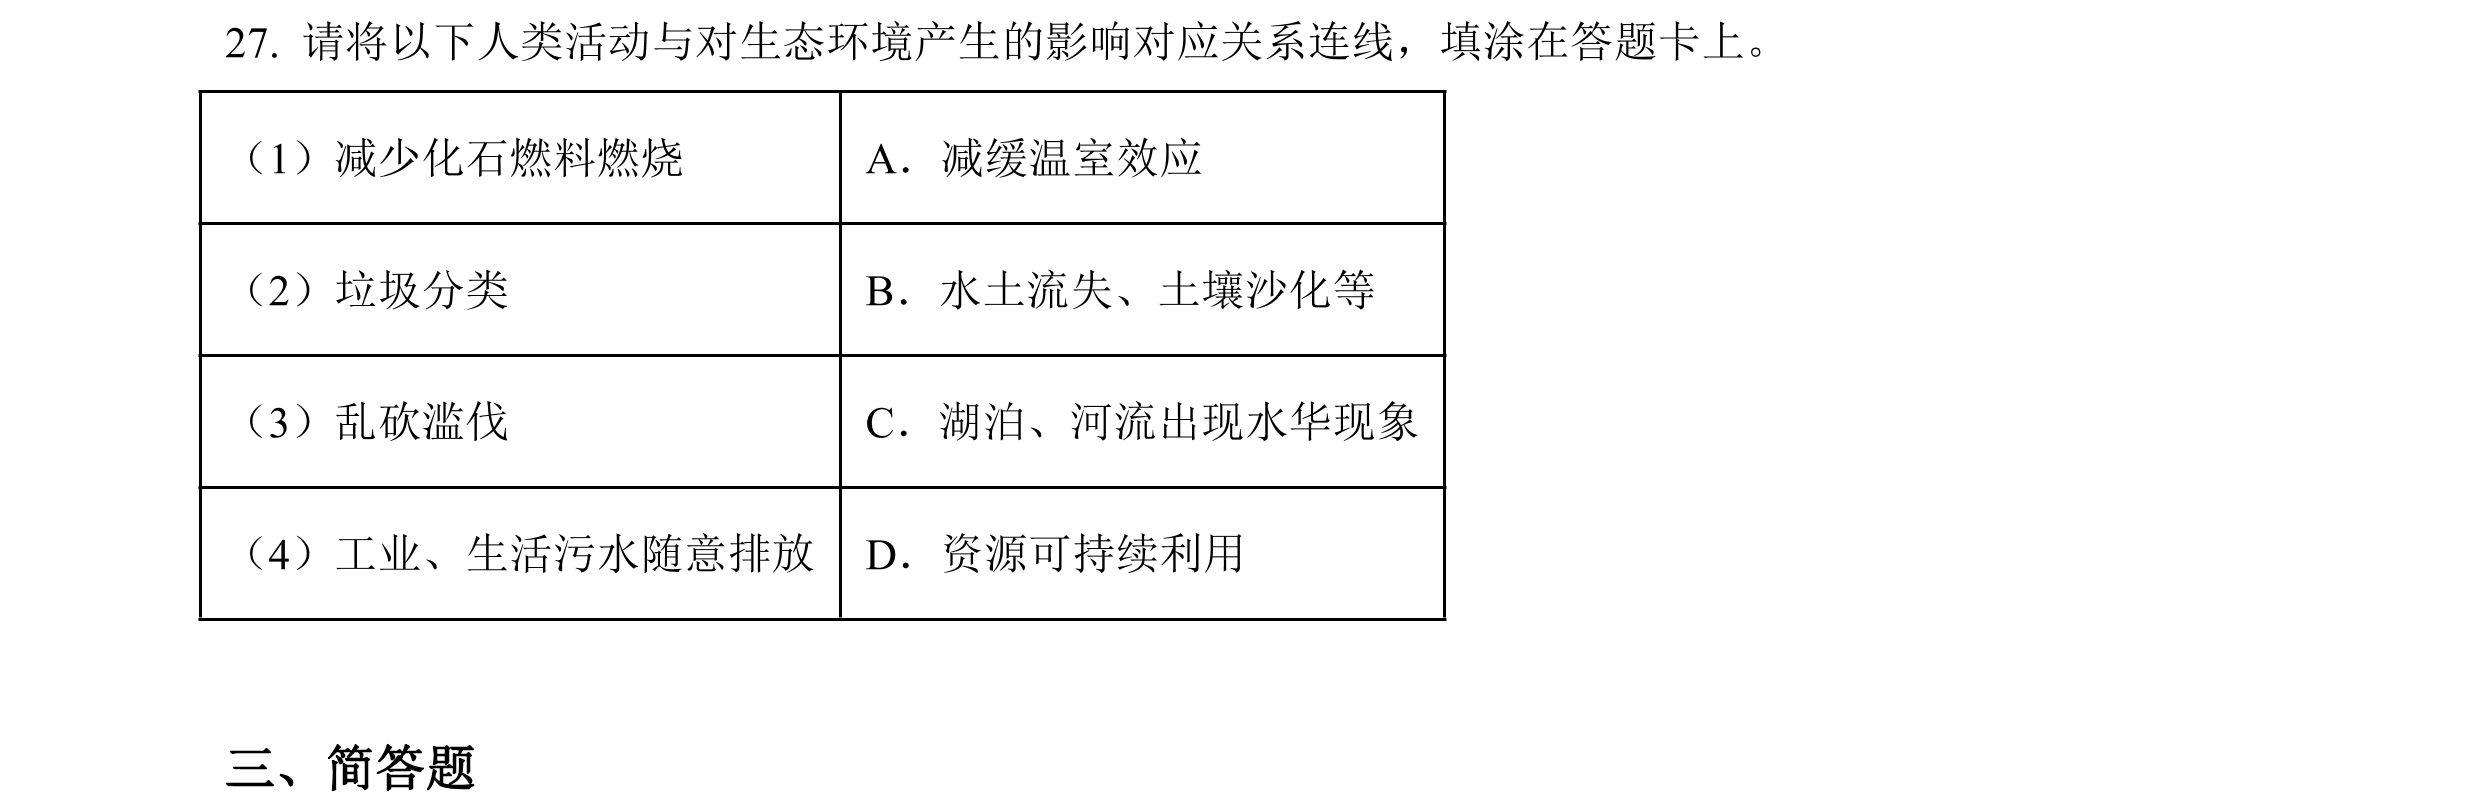 27. 请将以下人类活动与对生态环境产生的影响对应关系连线，填涂在答题卡上。
（1）减少化石燃料燃烧 A．减缓温室效应
（2）垃圾分类 B．水土流失、土壤沙化等
（3）乱砍滥伐 C．湖泊、河流出现水华现象
（4）工业、生活污水随意排放 D．资源可持续利用
三、简答题